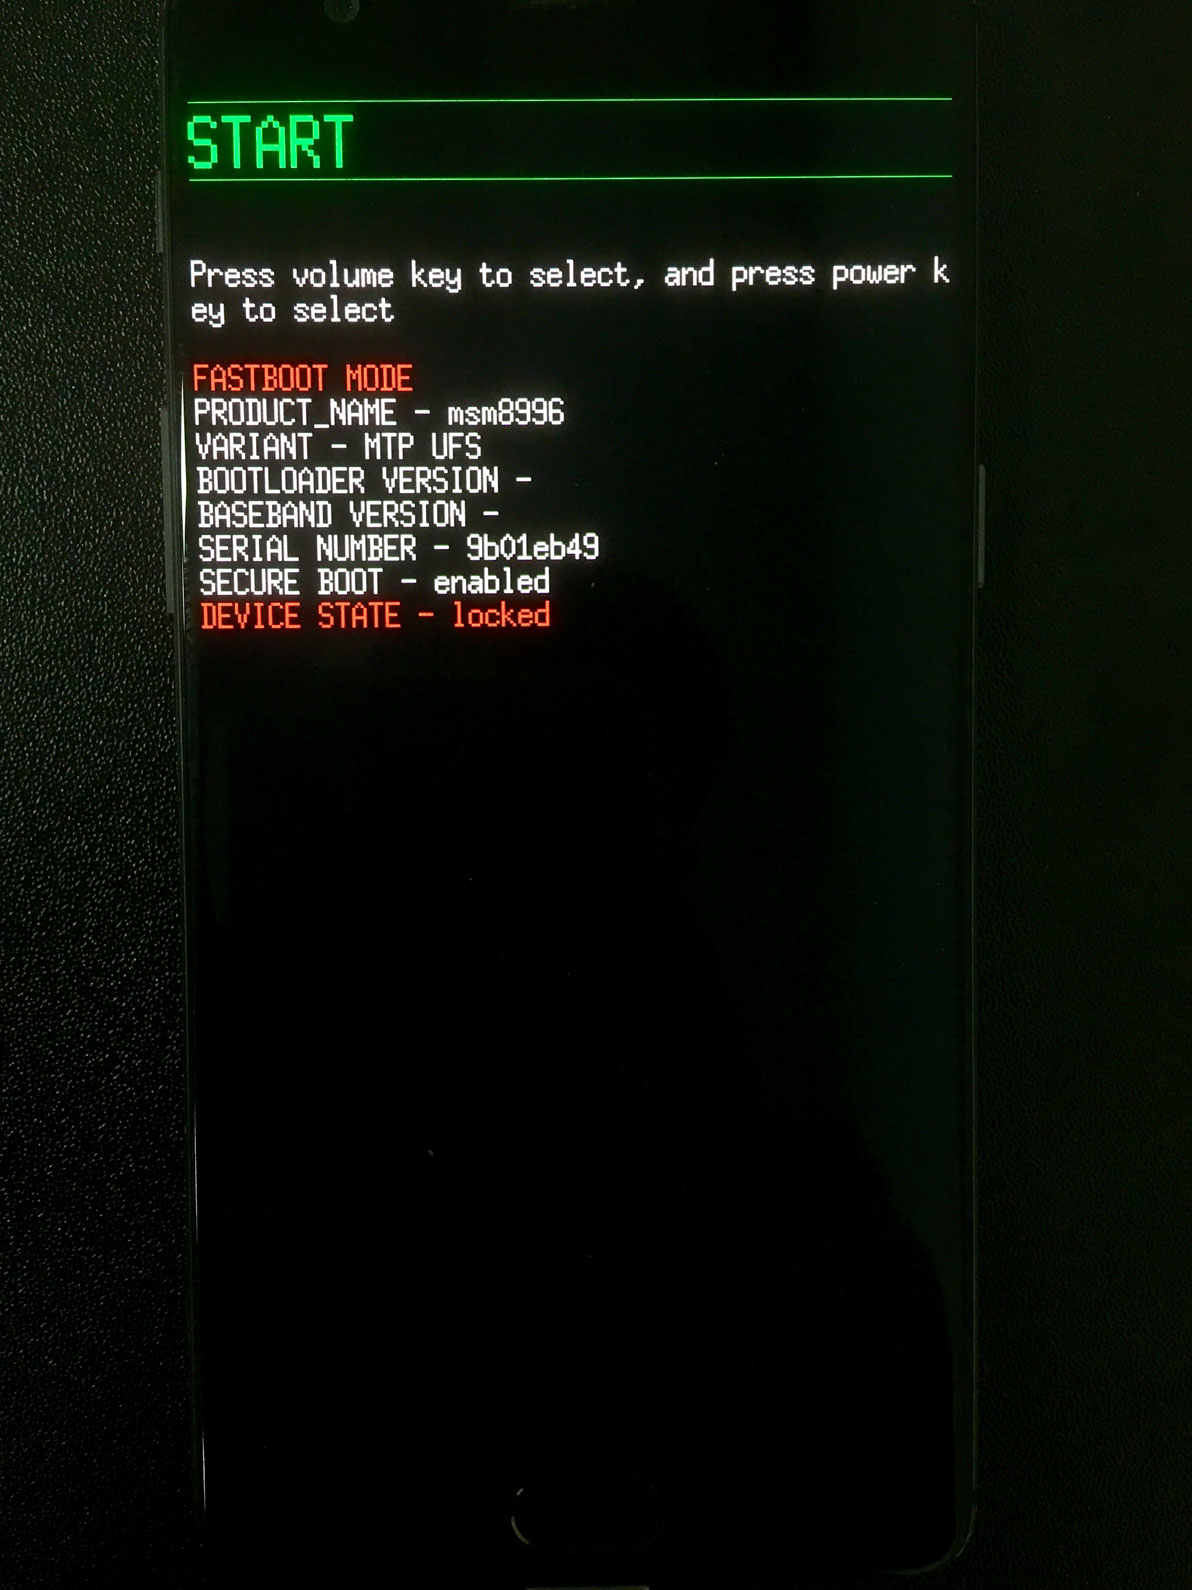 START
Press volume key to select, and press power k
ey to select
FASTBOOT MODE
PRODUCT_NAME - msm8996
VARIANT - MTP UFS
BOOTLOADER VERSION -
BASEBAND VERSION -
SERIAL NUMBER - 9b01eb49
SECURE BOOT - enabled
DEVICE STATE - locked